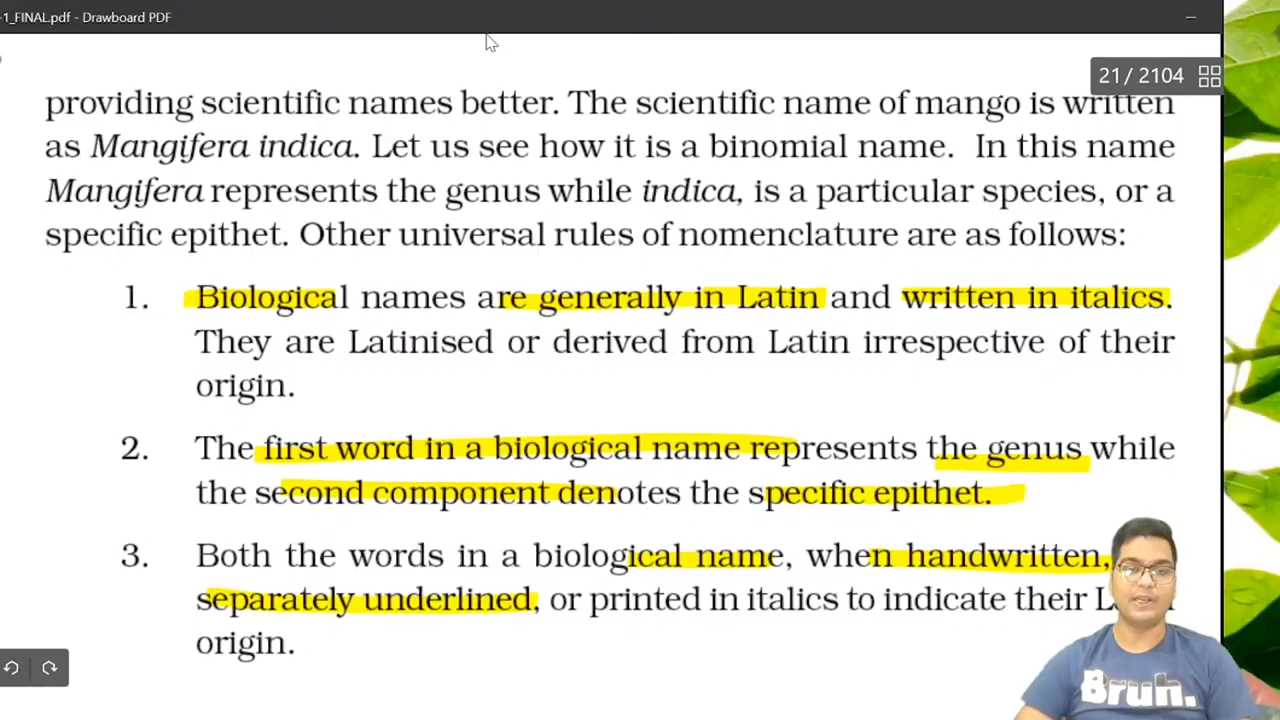 -1_FINAL.pdf - Drawboard PDF
21 / 2104
providing scientific names better. The scientific name of mango is written
as Mangifera indica. Let us see how it is a binomial name. In this name
Mangifera represents the genus while indica, is a particular species, or a
specific epithet. Other universal rules of nomenclature are as follows:
1. Biological names are generally in Latin and written in italics.
They are Latinised or derived from Latin irrespective of their
origin.
2. The first word in a biological name represents the genus while
the second component denotes the specific epithet.
3. Both the words in a biological name, when handwritten,
separately underlined, or printed in italics to indicate their
origin.
Bruh.